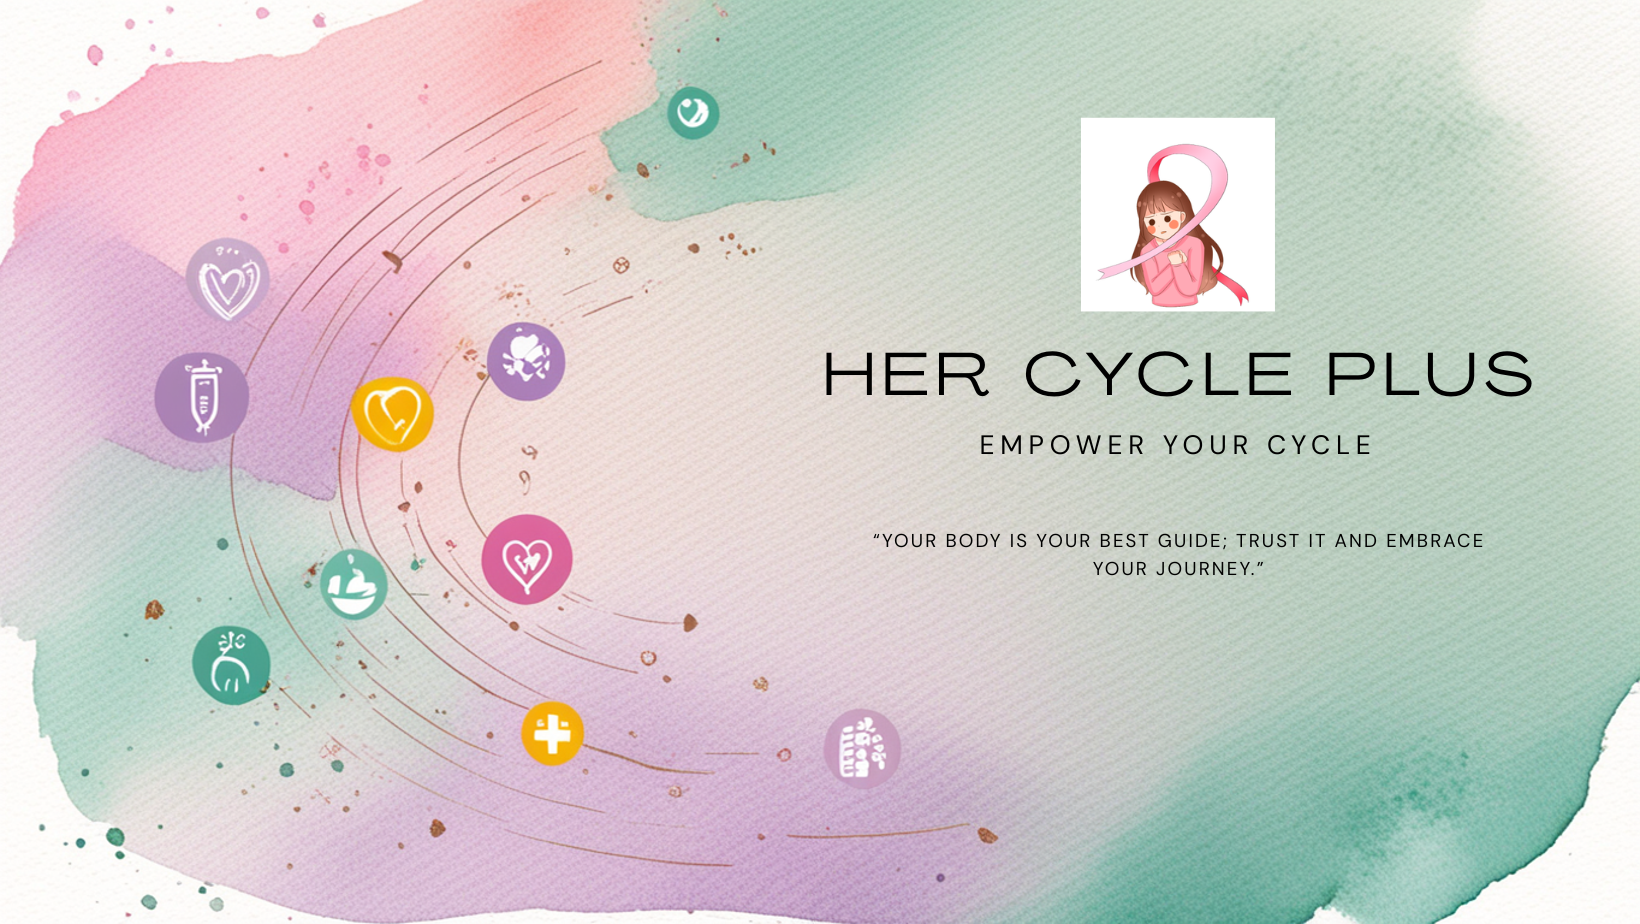 HER CYCLE PLUS
EMPOWER YOUR CYCLE
“YOUR BODY IS YOUR BEST GUIDE; TRUST IT AND EMBRACE
YOUR JOURNEY.”